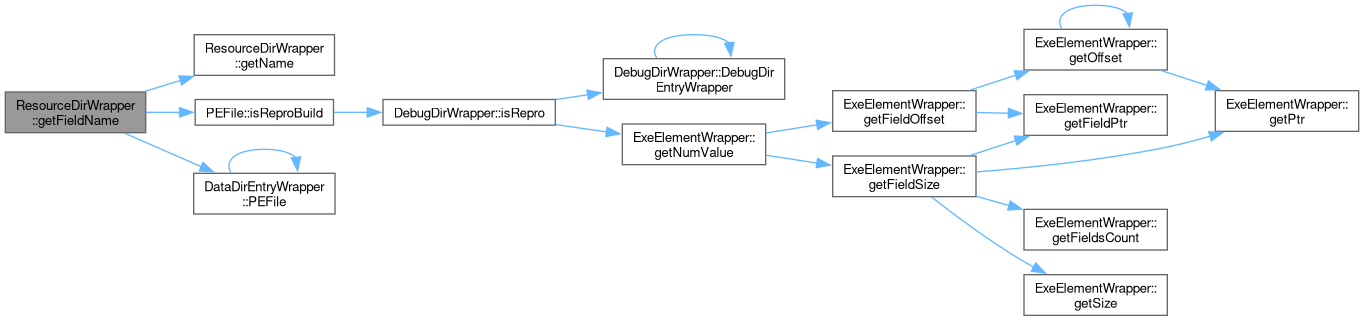 ResourceDirWrapper
::getFieldName
ResourceDirWrapper
::getName
PEFile::isReproBuild
DataDirEntryWrapper
::PEFile
DebugDirWrapper::isRepro
DebugDirWrapper::DebugDir
EntryWrapper
ExeElementWrapper::
getNumValue
ExeElementWrapper::
getFieldOffset
ExeElementWrapper::
getFieldSize
ExeElementWrapper::
getOffset
ExeElementWrapper::
getFieldPtr
ExeElementWrapper::
getFieldsCount
ExeElementWrapper::
getSize
ExeElementWrapper::
getPtr